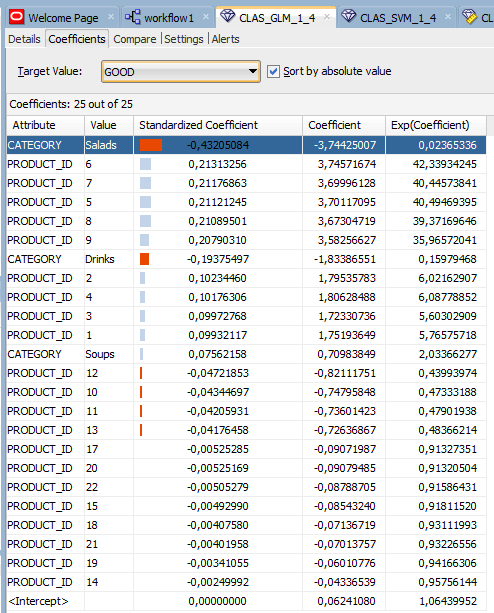 Welcome Page workflow1 CLAS_GLM_1_4 CLAS_SVM_1_4 CLAS
Details Coefficients Compare Settings Alerts
Target Value: GOOD Sort by absolute value
Coefficients: 25 out of 25
Attribute Value Standardized Coefficient Coefficient Exp(Coefficient)
CATEGORY Salads -0,43205084 -3,74425007 0,02365336
PRODUCT_ID 6 0,21313256 3,74571674 42,33934245
PRODUCT_ID 7 0,21176863 3,69996128 40,44573841
PRODUCT_ID 5 0,21121245 3,70117095 40,49469395
PRODUCT_ID 8 0,21089501 3,67304719 39,37169646
PRODUCT_ID 9 0,20790310 3,58256627 35,96572041
CATEGORY Drinks -0,19375497 -1,83386551 0,15979468
PRODUCT_ID 2 0,10234460 1,79535783 6,02162907
PRODUCT_ID 4 0,10176306 1,80628488 6,08778852
PRODUCT_ID 3 0,09972768 1,72330736 5,60302909
PRODUCT_ID 1 0,09932117 1,75193649 5,76575718
CATEGORY Soups 0,07562158 0,70983849 2,03366277
PRODUCT_ID 12 -0,04721853 -0,82111751 0,43993974
PRODUCT_ID 10 -0,04344697 -0,74795848 0,47333188
PRODUCT_ID 11 -0,04205931 -0,73601423 0,47901938
PRODUCT_ID 13 -0,04176458 -0,72636867 0,48366214
PRODUCT_ID 17 -0,00525285 -0,09071987 0,91327351
PRODUCT_ID 20 -0,00525169 -0,09079485 0,91320504
PRODUCT_ID 22 -0,00505279 -0,08788705 0,91586431
PRODUCT_ID 15 -0,00492990 -0,08543240 0,91811520
PRODUCT_ID 18 -0,00407580 -0,07136719 0,93111993
PRODUCT_ID 21 -0,00401958 -0,07013757 0,93226556
PRODUCT_ID 19 -0,00341055 -0,06010776 0,94166306
PRODUCT_ID 14 -0,00249992 -0,04336539 0,95756144
<Intercept> 0,00000000 0,06241080 1,06439952